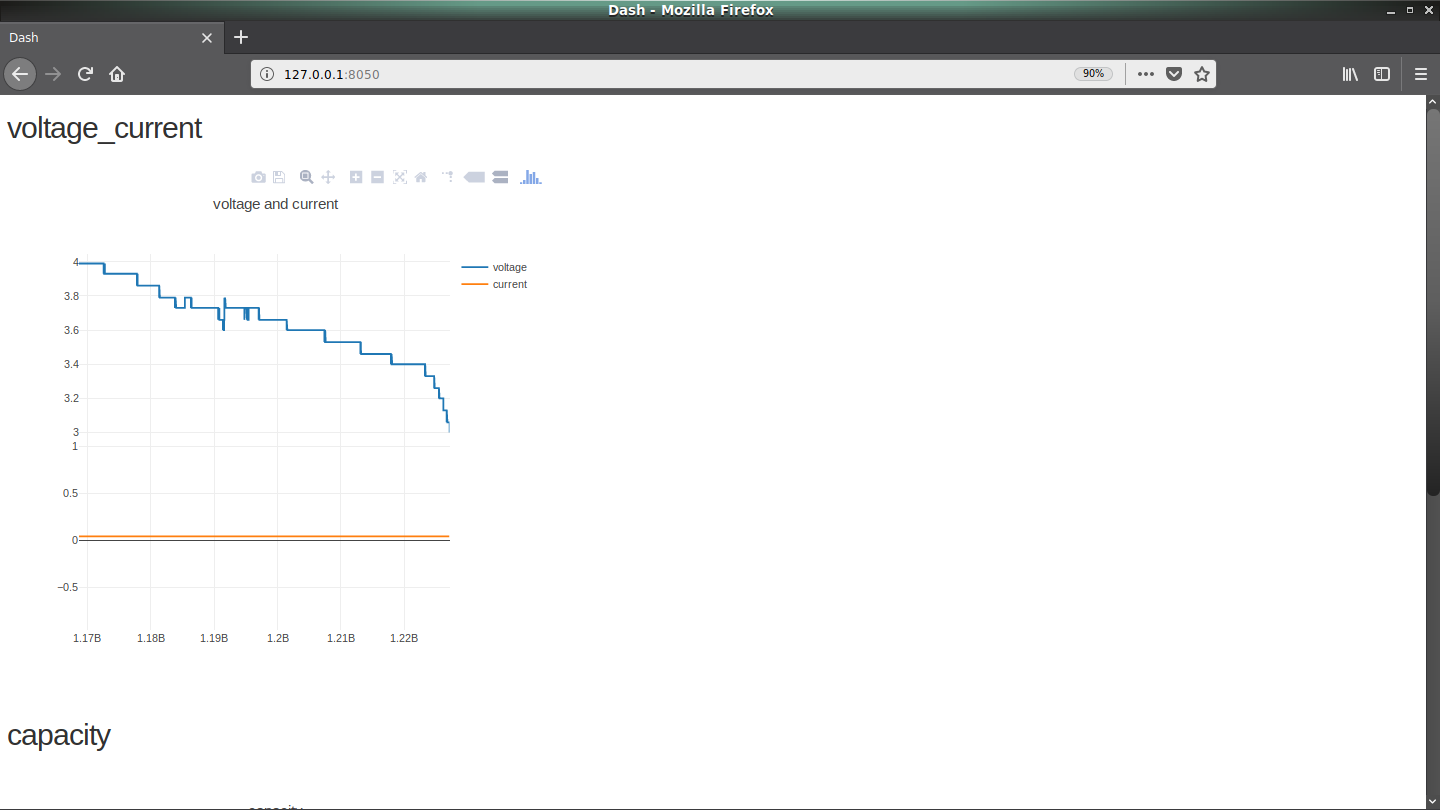 Dash - Mozilla Firefox
Dash
127.0.0.1:8050
90%
voltage_current
voltage and current
4
3.8
3.6
3.4
3.2
3
voltage
current
1
0.5
0
−0.5
1.17B 1.18B 1.19B 1.2B 1.21B 1.22B
capacity
capacity